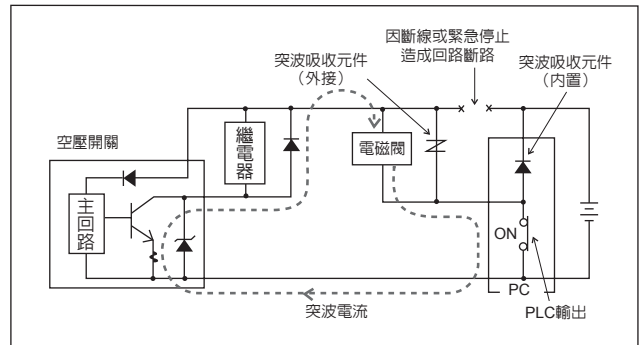 因斷線或緊急停止
造成回路斷路
突波吸收元件
（外接）
突波吸收元件
（内置）
空壓開關
繼電器
電磁閥
主回路
ON
PC
PLC輸出
突波電流